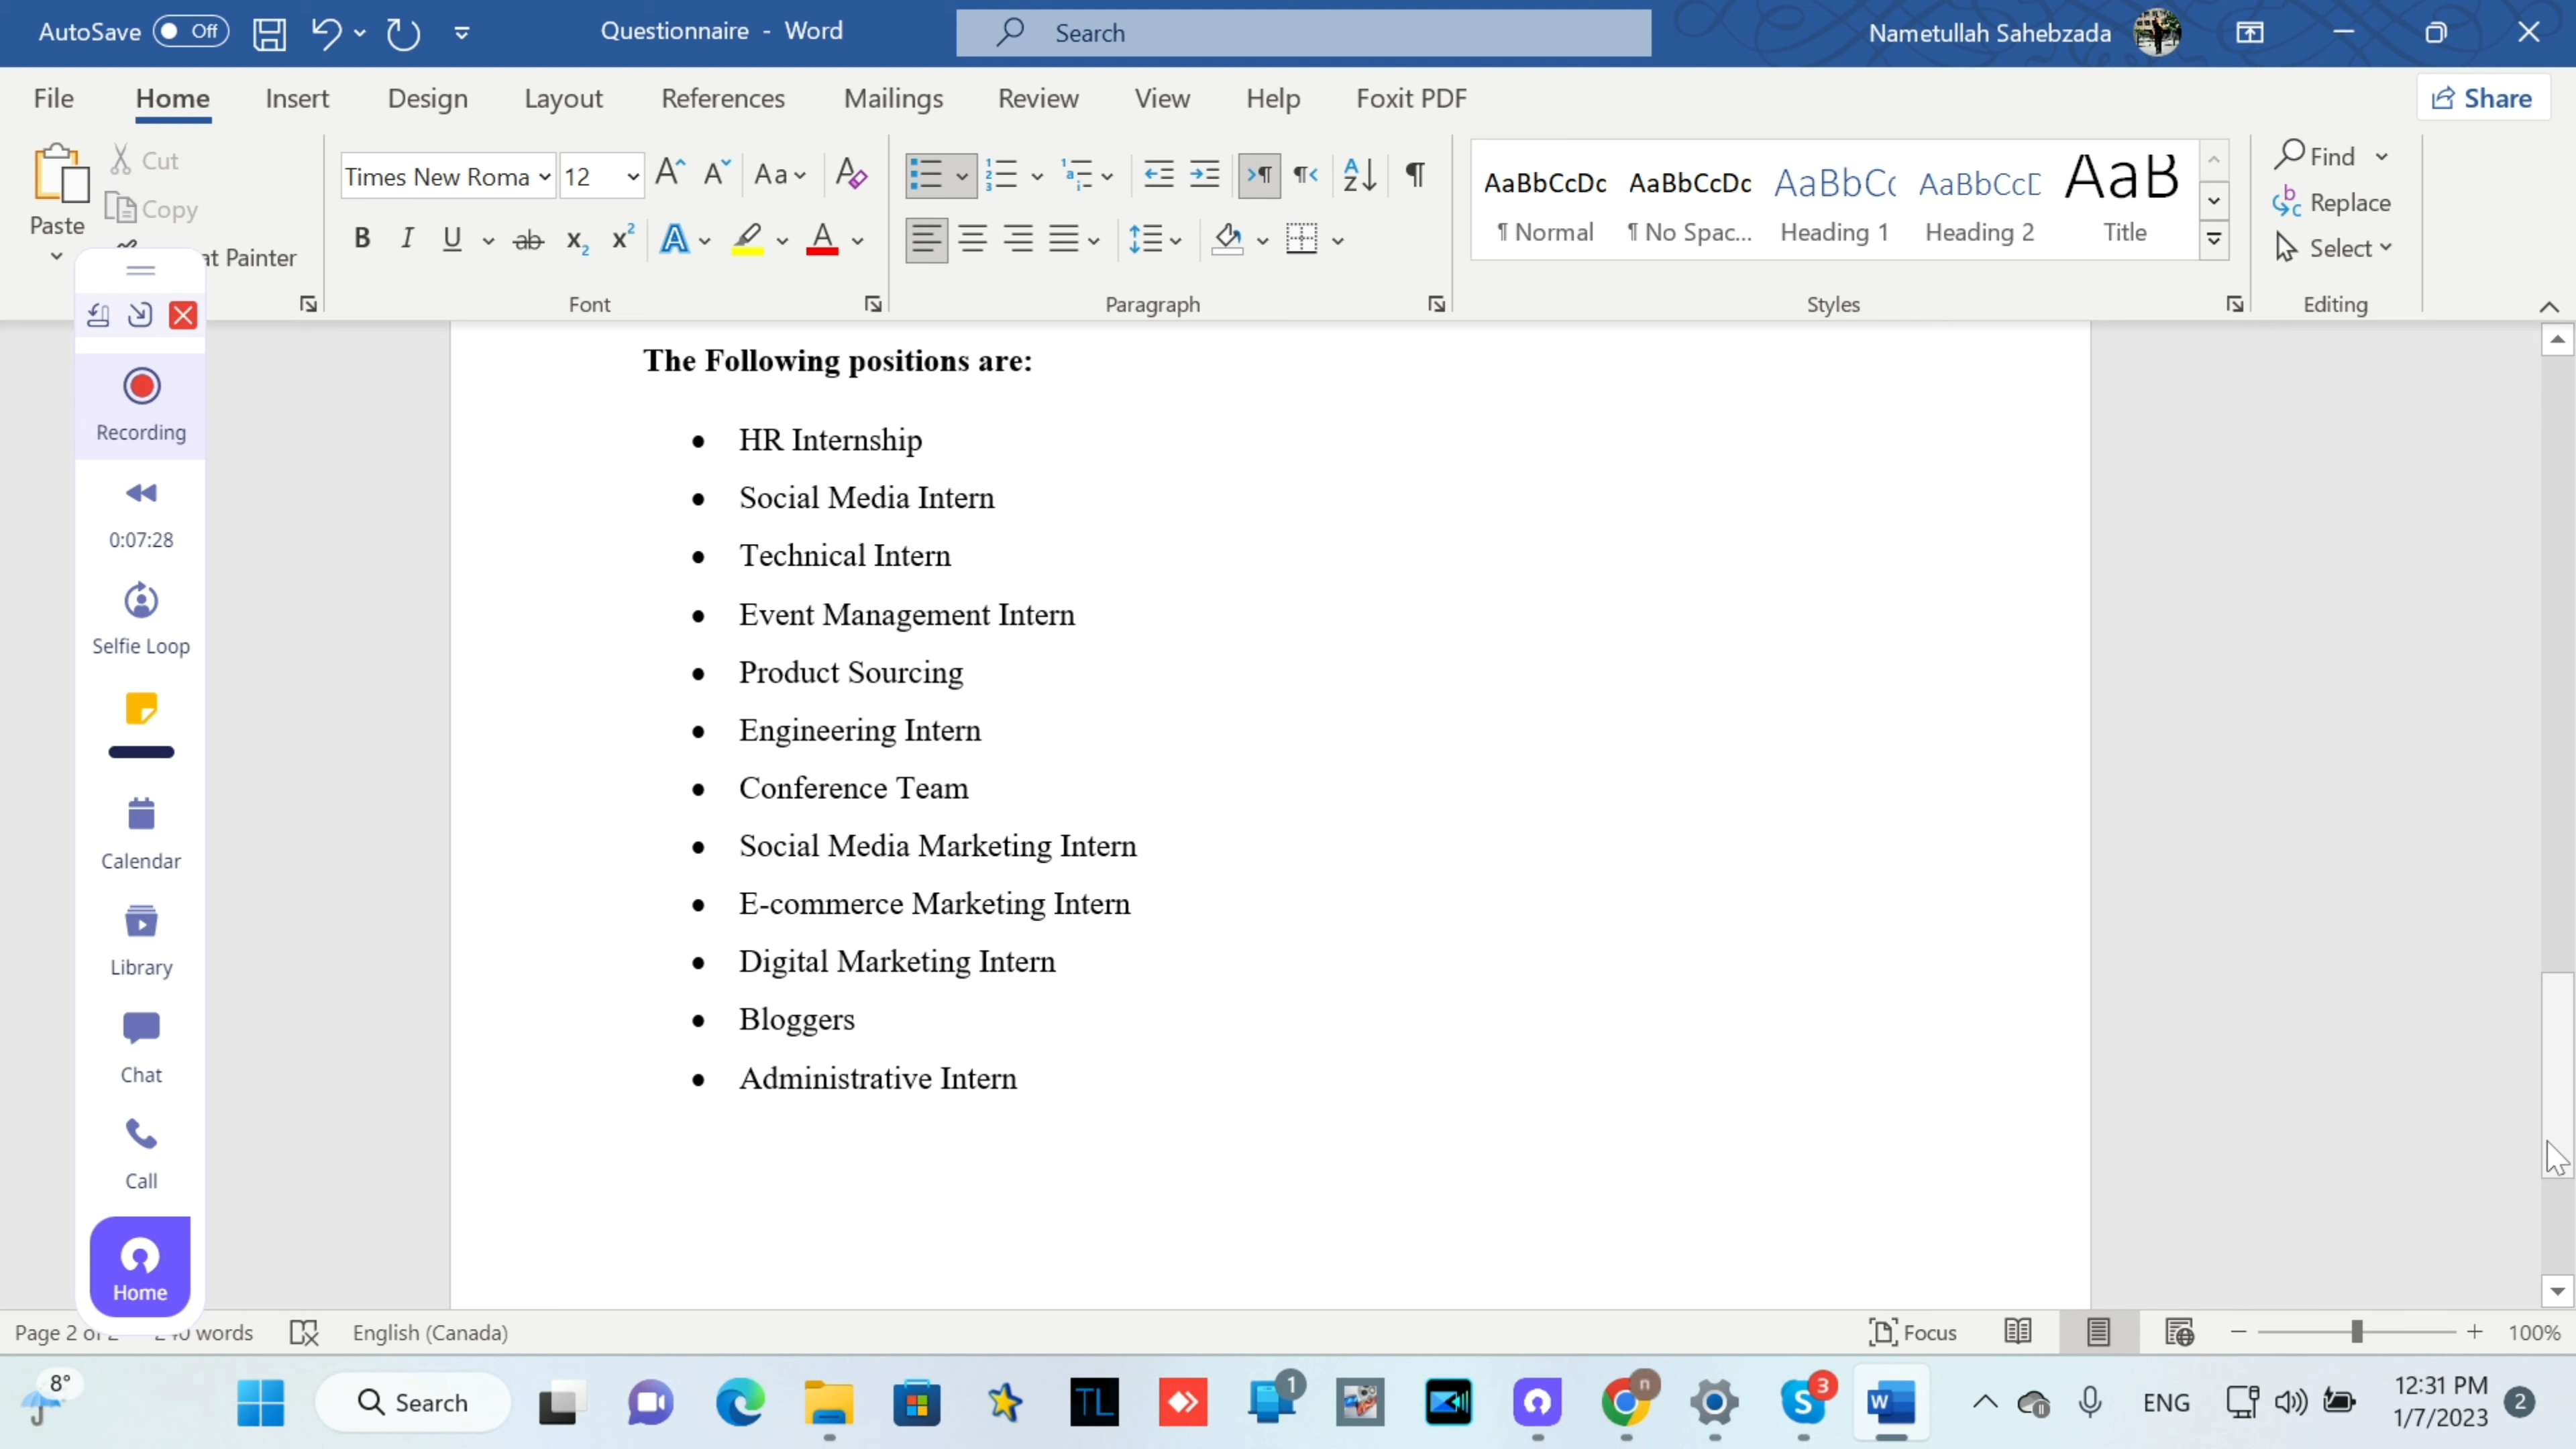 AutoSave Off Questionnaire - Word Search Nametullah Sahebzada
File Home Insert Design Layout References Mailings Review View Help Foxit PDF Share
Paste Cut Copy at Painter
Times New Roma 12
Font
Paragraph
AaBbCcDc AaBbCcDc AaBbCc AaBbCcD AaB
¶ Normal ¶ No Spac... Heading 1 Heading 2 Title
Styles
Find
Replace
Select
Editing
Recording
0:07:28
Selfie Loop
Calendar
Library
Chat
Call
Home
The Following positions are:
• HR Internship
• Social Media Intern
• Technical Intern
• Event Management Intern
• Product Sourcing
• Engineering Intern
• Conference Team
• Social Media Marketing Intern
• E-commerce Marketing Intern
• Digital Marketing Intern
• Bloggers
• Administrative Intern
Page 2 of words English (Canada) Focus 100%
8° Search TL 1 n 3 ENG 12:31 PM 2
1/7/2023